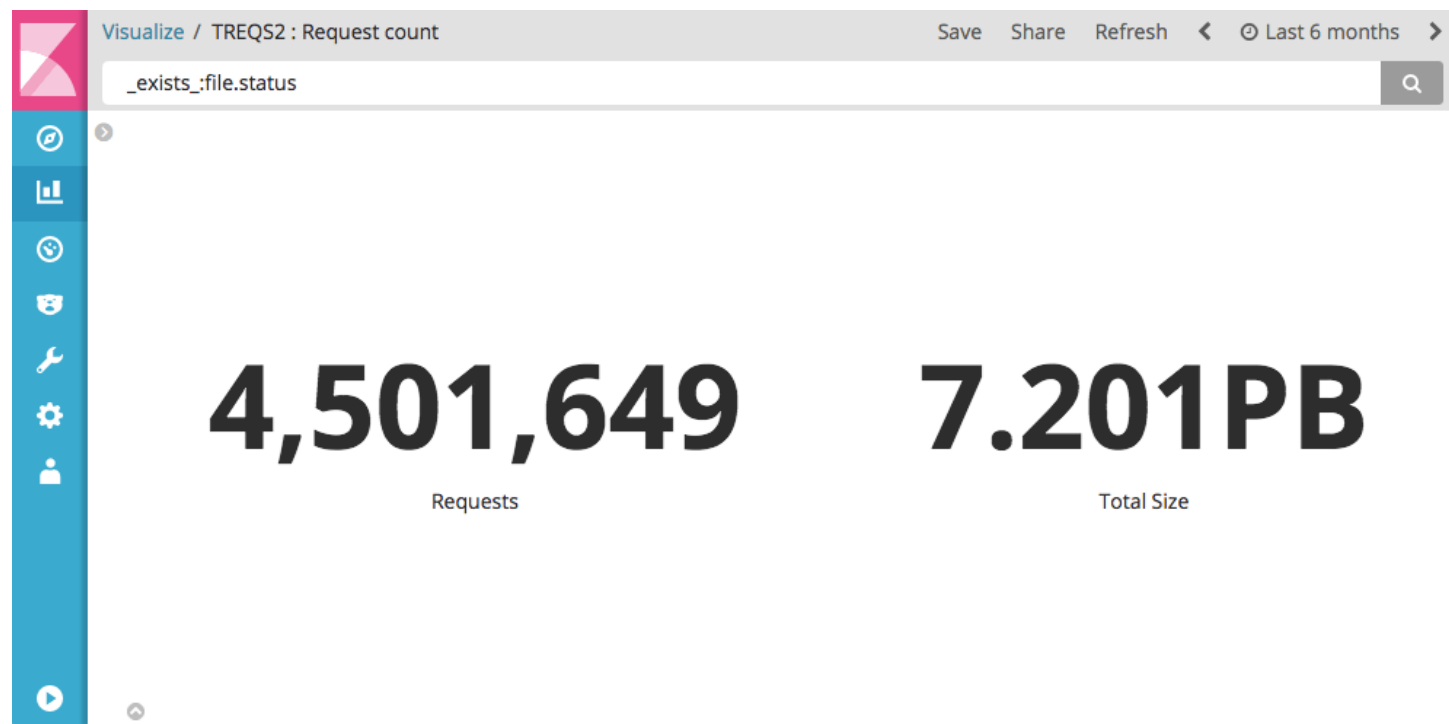 Visualize / TREQS2 : Request count Save Share Refresh Last 6 months
_exists_:file.status
4,501,649 7.201PB
Requests Total Size